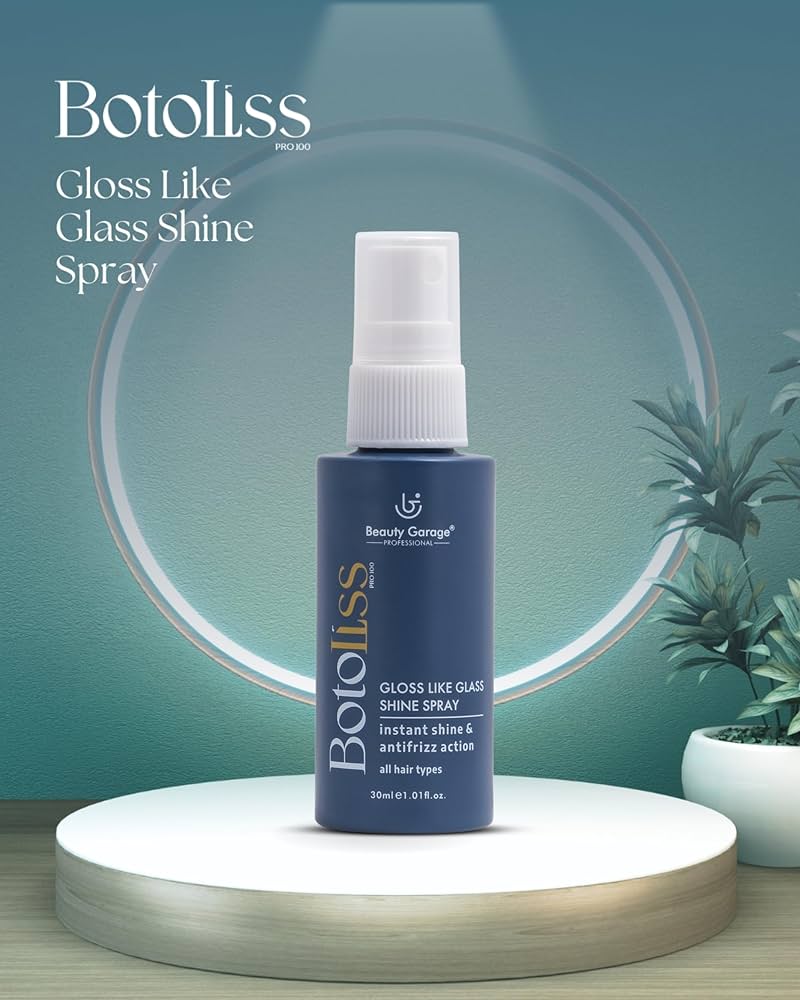 BotoLiss
PRO 100
Gloss Like
Glass Shine
Spray
Beauty Garage®
PROFESSIONAL
BotoLiss
PRO 100
GLOSS LIKE GLASS
SHINE SPRAY
instant shine &
antifrizz action
all hair types
30ml℮1.01fl.oz.